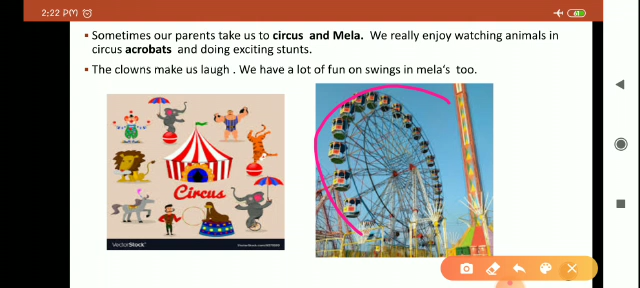 2:22 PM
61
▪ Sometimes our parents take us to circus and Mela. We really enjoy watching animals in
circus acrobats and doing exciting stunts.
▪ The clowns make us laugh . We have a lot of fun on swings in mela's too.
Circus
VectorStock®